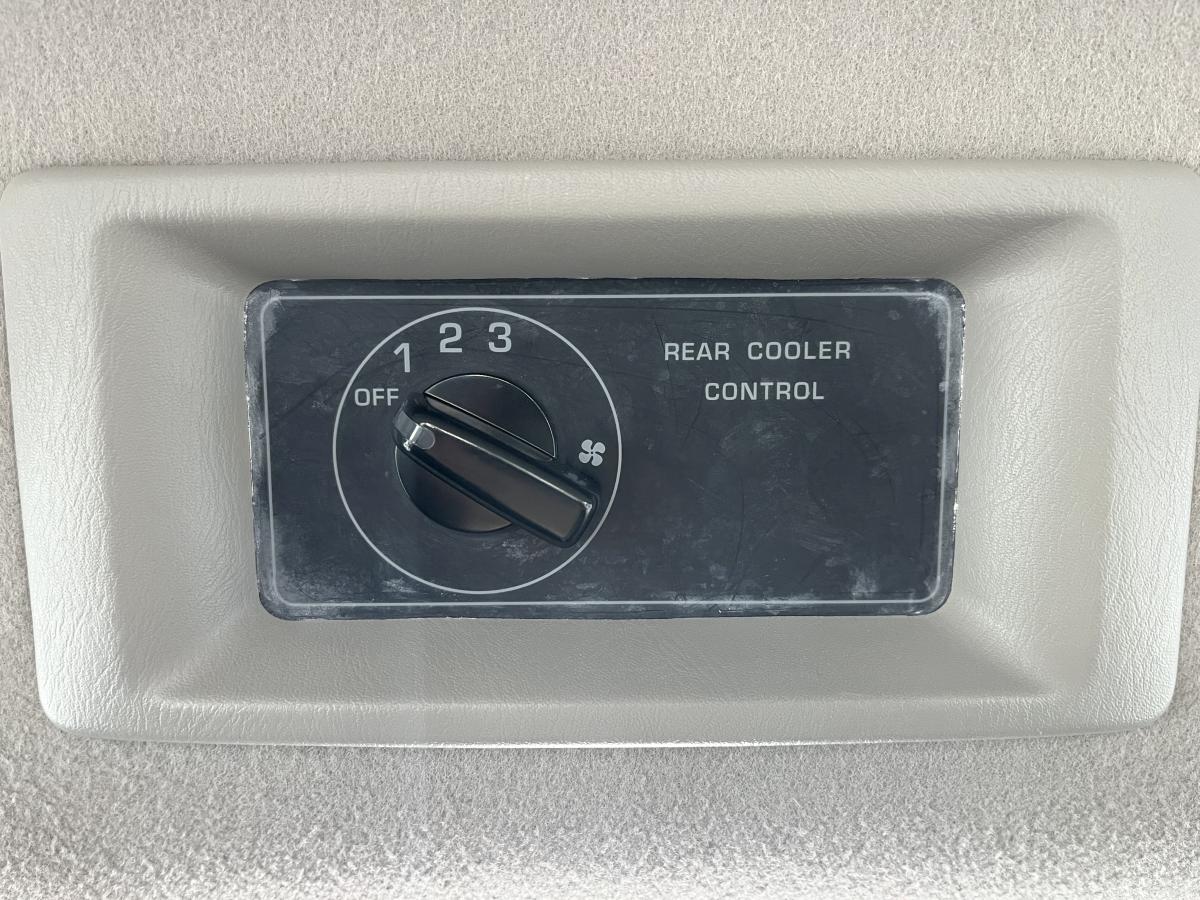 1 2 3
OFF
REAR COOLER
CONTROL